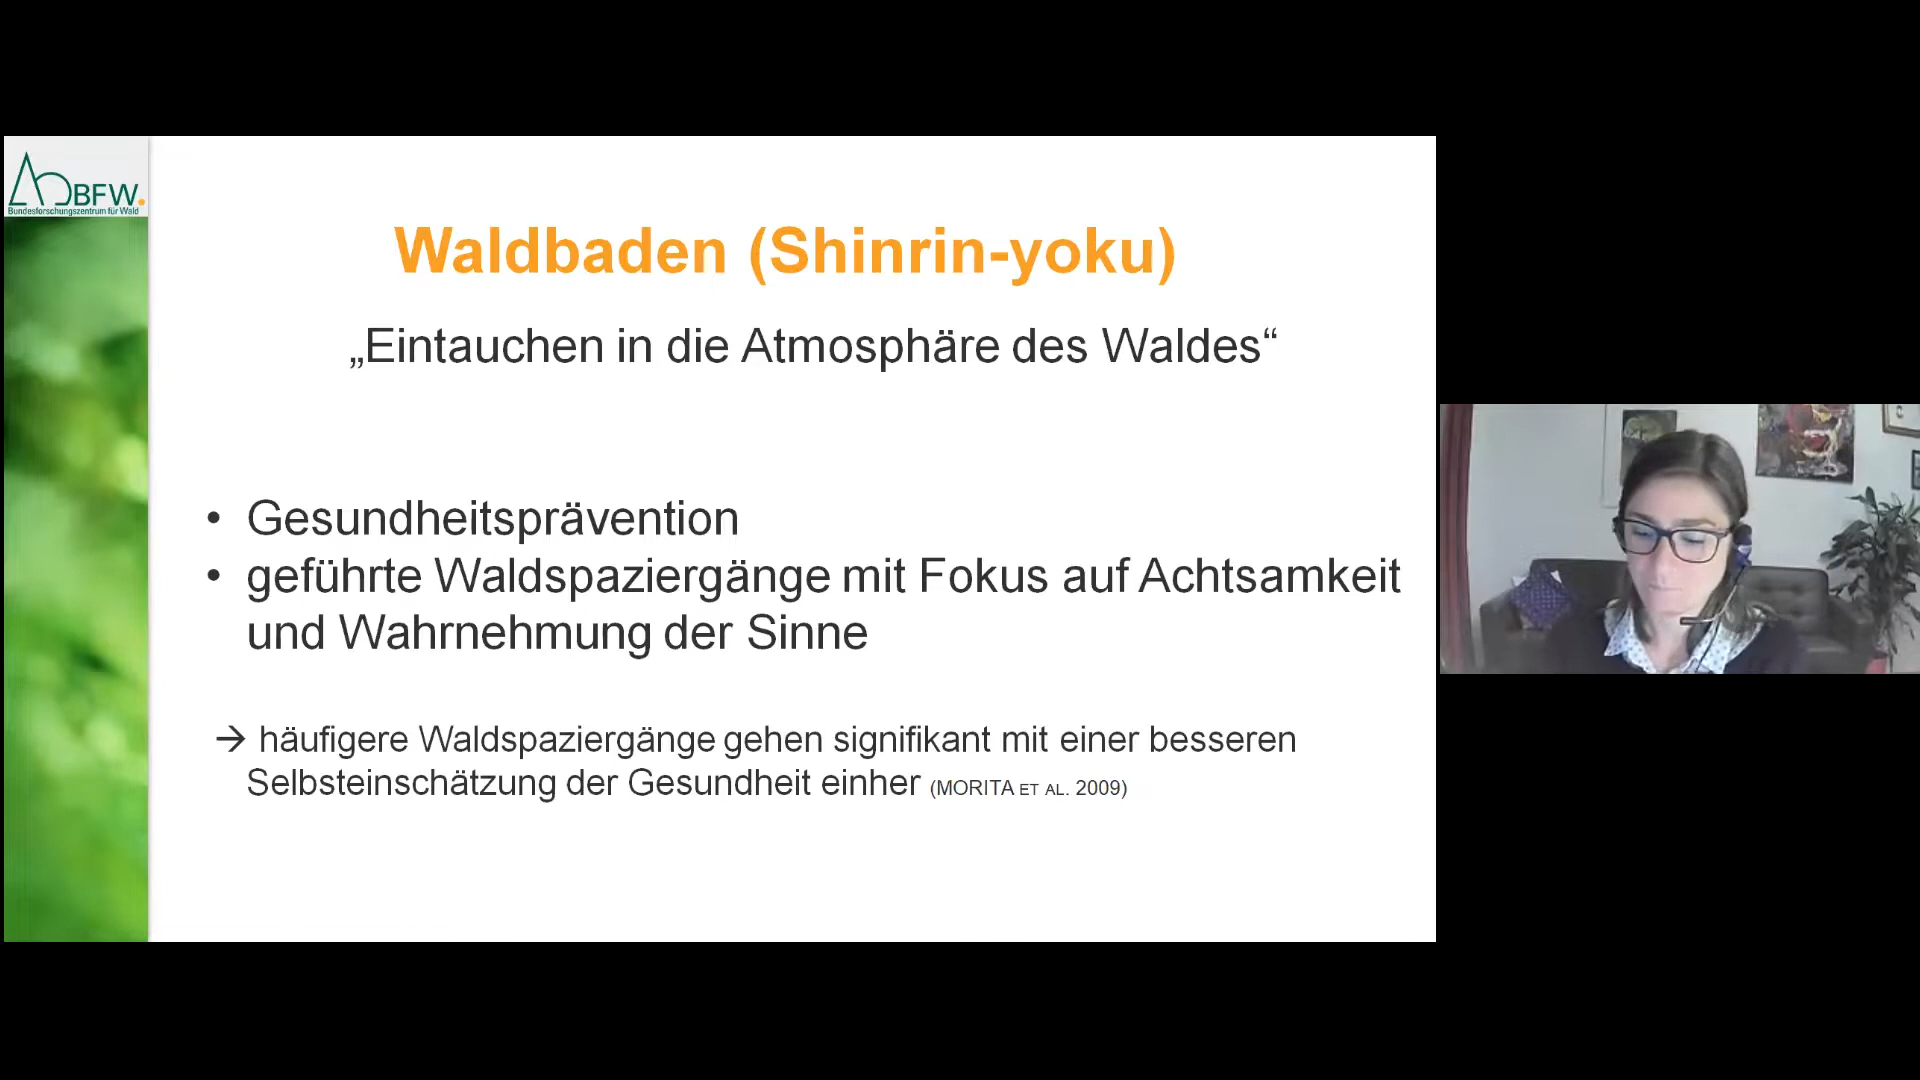 BFW.
Bundesforschungszentrum für Wald
Waldbaden (Shinrin-yoku)
„Eintauchen in die Atmosphäre des Waldes“
• Gesundheitsprävention
• geführte Waldspaziergänge mit Fokus auf Achtsamkeit
und Wahrnehmung der Sinne
→ häufigere Waldspaziergänge gehen signifikant mit einer besseren
Selbsteinschätzung der Gesundheit einher (MORITA ET AL. 2009)